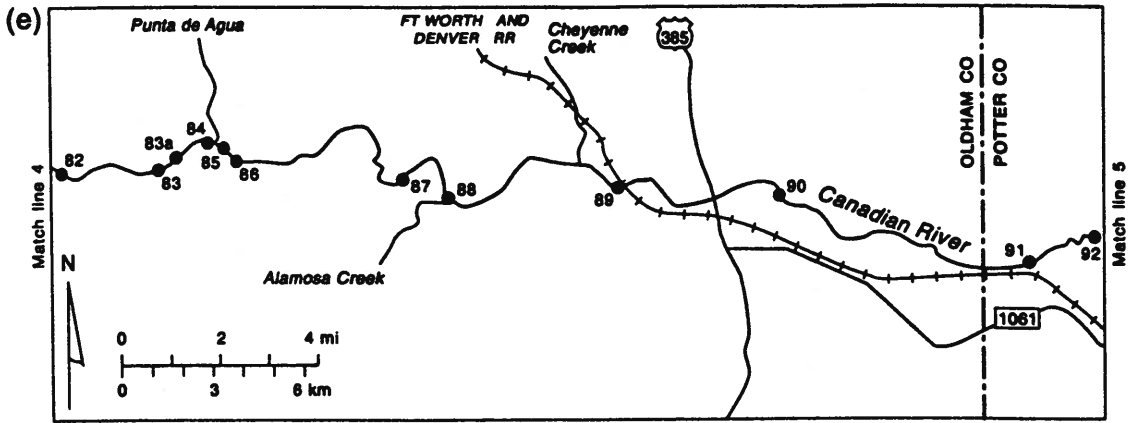 (e)
Punta de Agua
FT WORTH AND
DENVER RR
Cheyenne
Creek
385
OLDHAM CO
POTTER CO
Match line 4
Match line 5
82
83
83a
84
85
86
87
88
89
90
Canadian River
91
92
Alamosa Creek
1061
N
0 2 4 mi
0 3 6 km